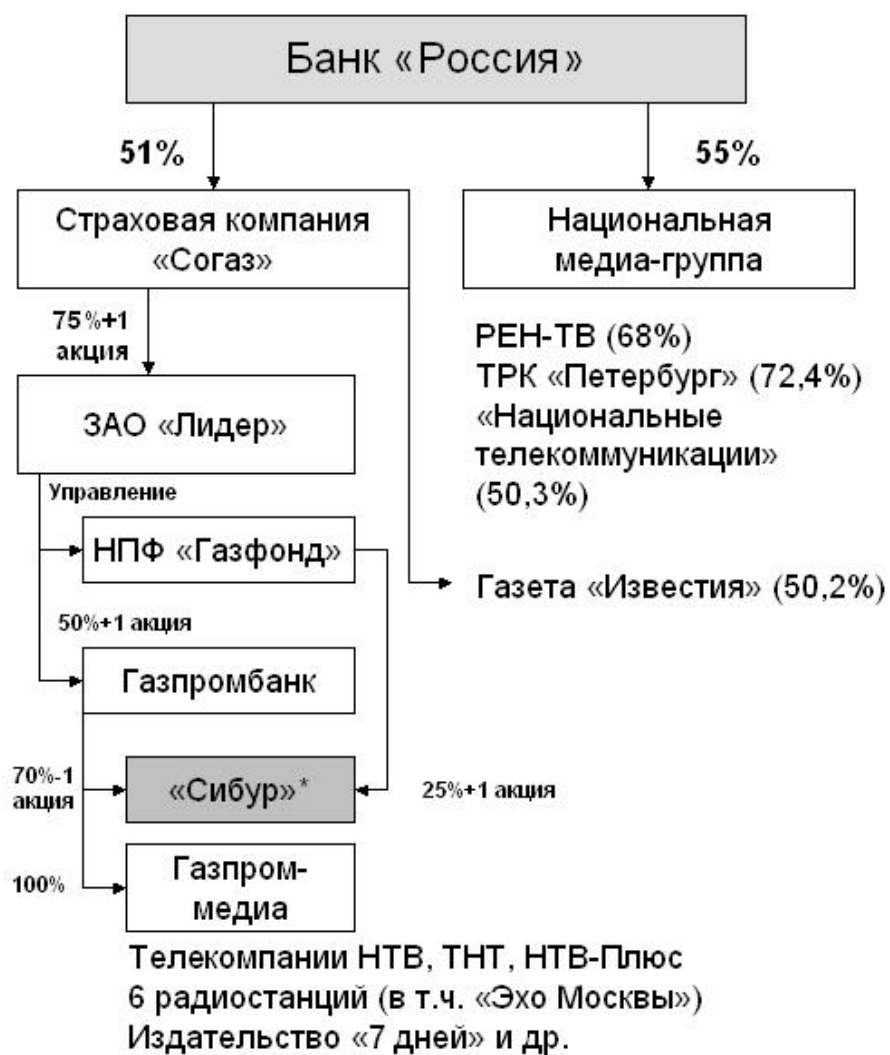 Банк «Россия»
51%
55%
Страховая компания
«Согаз»
Национальная
медиа-группа
75%+1
акция
РЕН-ТВ (68%)
ТРК «Петербург» (72,4%)
«Национальные
телекоммуникации»
(50,3%)
ЗАО «Лидер»
Управление
НПФ «Газфонд»
Газета «Известия» (50,2%)
50%+1 акция
Газпромбанк
70%-1
акция
«Сибур»*
25%+1 акция
100%
Газпром-
медиа
Телекомпании НТВ, ТНТ, НТВ-Плюс
6 радиостанций (в т.ч. «Эхо Москвы»)
Издательство «7 дней» и др.